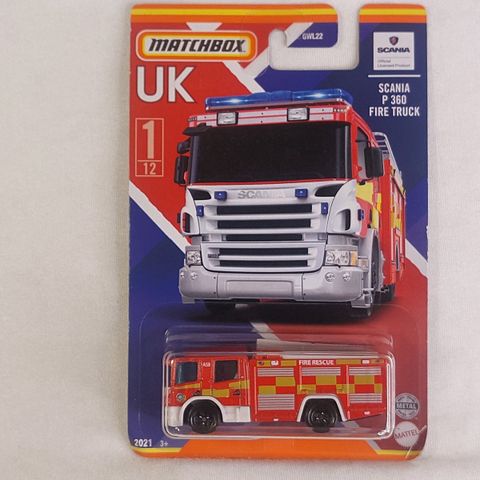 MATCHBOX
GWL22
UK
SCANIA
Official
Licensed Product
SCANIA
P 360
FIRE TRUCK
1
12
SCANIA
FIRE RESCUE
2021 3+
METAL
MATTEL